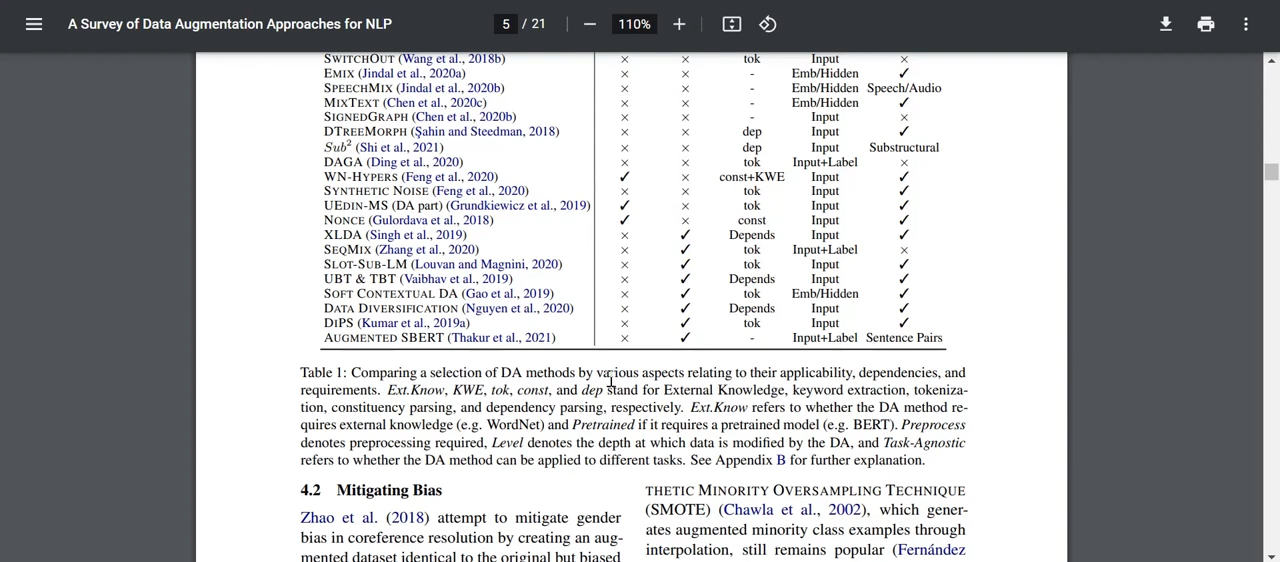 A Survey of Data Augmentation Approaches for NLP 5 / 21 110%
SWITCHOUT (Wang et al., 2018b) × × tok Input ×
EMIX (Jindal et al., 2020a) × × - Emb/Hidden ✓
SPEECHMIX (Jindal et al., 2020b) × × - Emb/Hidden Speech/Audio
MIXTEXT (Chen et al., 2020c) × × - Emb/Hidden ✓
SIGNEDGRAPH (Chen et al., 2020b) × × - Input ×
DTREEMORPH (Şahin and Steedman, 2018) × × dep Input ✓
Sub² (Shi et al., 2021) × × dep Input Substructural
DAGA (Ding et al., 2020) × × tok Input+Label ×
WN-HYPERS (Feng et al., 2020) ✓ × const+KWE Input ✓
SYNTHETIC NOISE (Feng et al., 2020) × × tok Input ✓
UEDIN-MS (DA part) (Grundkiewicz et al., 2019) ✓ × tok Input ✓
NONCE (Gulordava et al., 2018) ✓ × const Input ✓
XLDA (Singh et al., 2019) × ✓ Depends Input ✓
SEQMIX (Zhang et al., 2020) × ✓ tok Input+Label ×
SLOT-SUB-LM (Louvan and Magnini, 2020) × ✓ tok Input ✓
UBT & TBT (Vaibhav et al., 2019) × ✓ Depends Input ✓
SOFT CONTEXTUAL DA (Gao et al., 2019) × ✓ tok Emb/Hidden ✓
DATA DIVERSIFICATION (Nguyen et al., 2020) × ✓ Depends Input ✓
DIPS (Kumar et al., 2019a) × ✓ tok Input ✓
AUGMENTED SBERT (Thakur et al., 2021) × ✓ - Input+Label Sentence Pairs
Table 1: Comparing a selection of DA methods by various aspects relating to their applicability, dependencies, and
requirements. Ext.Know, KWE, tok, const, and dep stand for External Knowledge, keyword extraction, tokeniza-
tion, constituency parsing, and dependency parsing, respectively. Ext.Know refers to whether the DA method re-
quires external knowledge (e.g. WordNet) and Pretrained if it requires a pretrained model (e.g. BERT). Preprocess
denotes preprocessing required, Level denotes the depth at which data is modified by the DA, and Task-Agnostic
refers to whether the DA method can be applied to different tasks. See Appendix B for further explanation.
4.2 Mitigating Bias
Zhao et al. (2018) attempt to mitigate gender
bias in coreference resolution by creating an aug-
mented dataset identical to the original but biased
THETIC MINORITY OVERSAMPLING TECHNIQUE
(SMOTE) (Chawla et al., 2002), which gener-
ates augmented minority class examples through
interpolation, still remains popular (Fernández